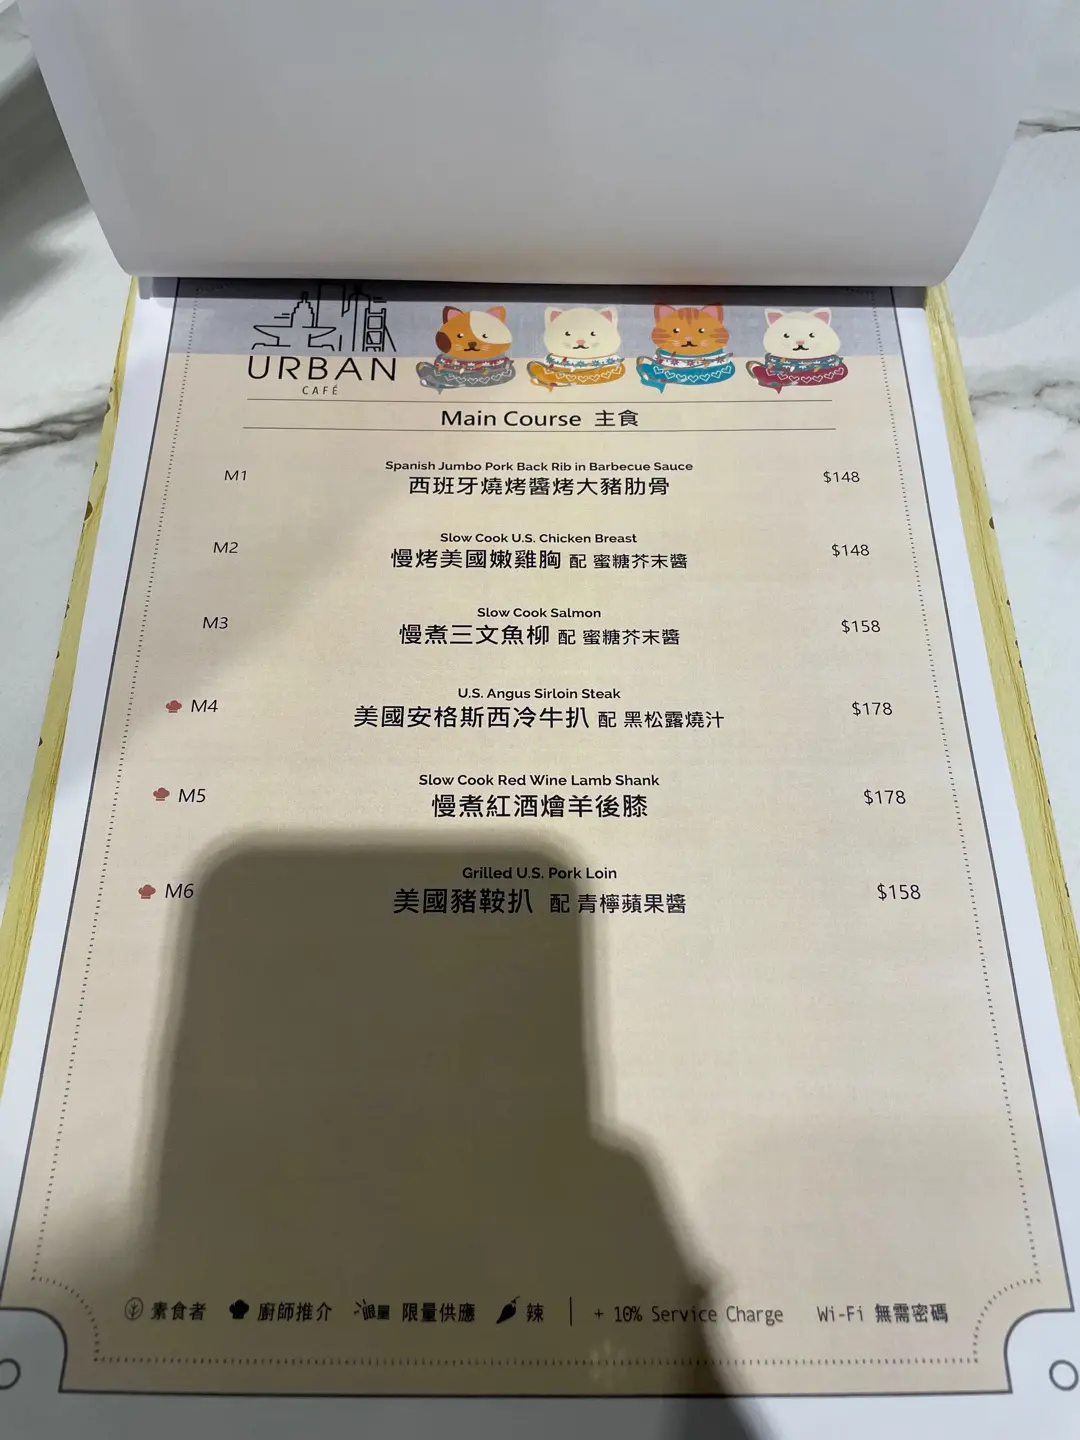 URBAN
CAFÉ
Main Course 主食
M1
Spanish Jumbo Pork Back Rib in Barbecue Sauce
西班牙燒烤醬烤大豬肋骨
$148
M2
Slow Cook U.S. Chicken Breast
慢烤美國嫩雞胸 配 蜜糖芥末醬
$148
M3
Slow Cook Salmon
慢煮三文魚柳 配 蜜糖芥末醬
$158
M4
U.S. Angus Sirloin Steak
美國安格斯西冷牛扒 配 黑松露燒汁
$178
M5
Slow Cook Red Wine Lamb Shank
慢煮紅酒燴羊後膝
$178
M6
Grilled U.S. Pork Loin
美國豬鞍扒 配 青檸蘋果醬
$158
素食者 廚師推介 限量 限量供應 辣 | + 10% Service Charge Wi-Fi 無需密碼